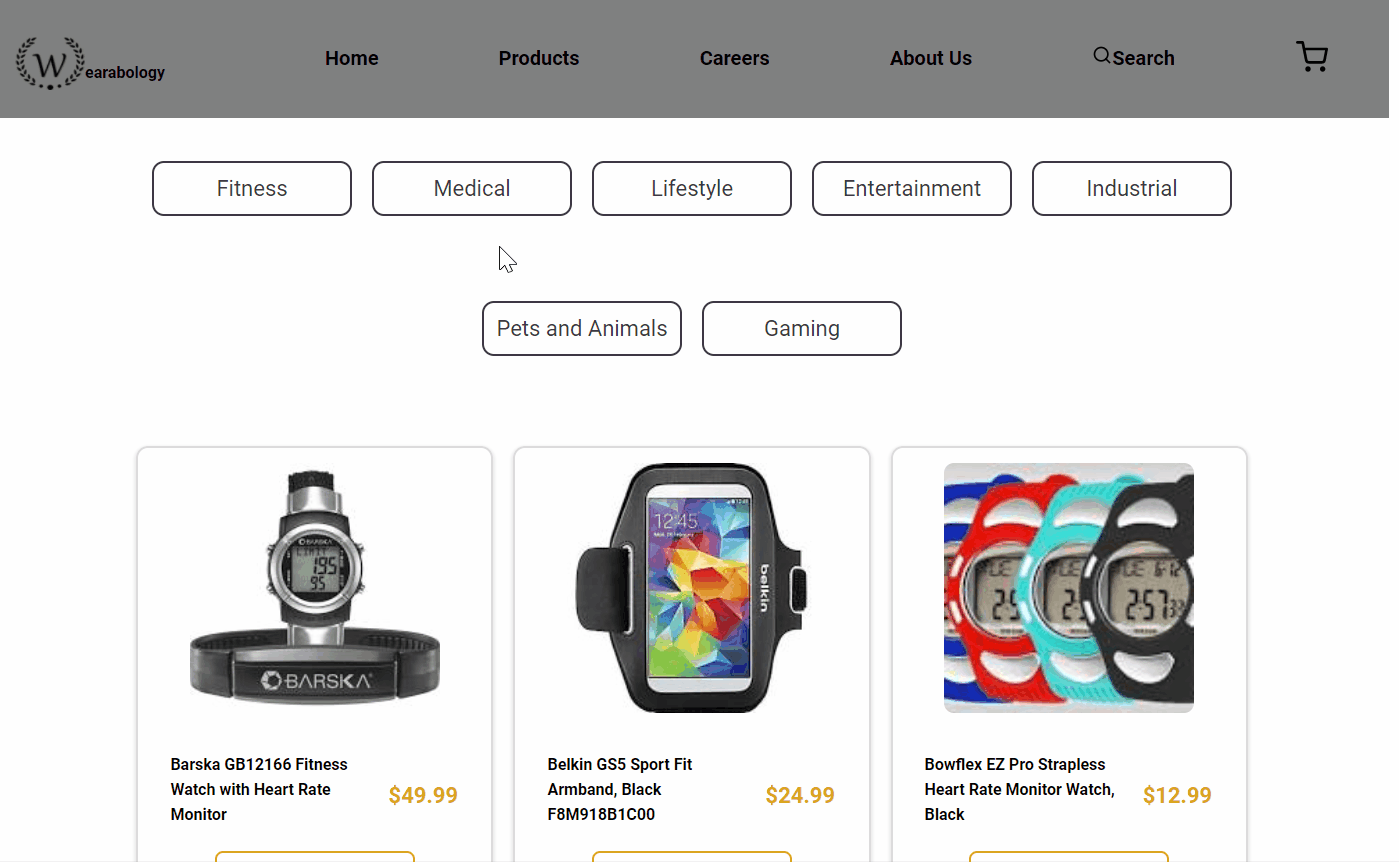 W earabology
Home
Products
Careers
About Us
Search
Fitness
Medical
Lifestyle
Entertainment
Industrial
Pets and Animals
Gaming
BARSKA
LIMIT
195
95
BARSKA
12:45
belkin
2:57
Barska GB12166 Fitness
Watch with Heart Rate
Monitor
$49.99
Belkin GS5 Sport Fit
Armband, Black
F8M918B1C00
$24.99
Bowflex EZ Pro Strapless
Heart Rate Monitor Watch,
Black
$12.99